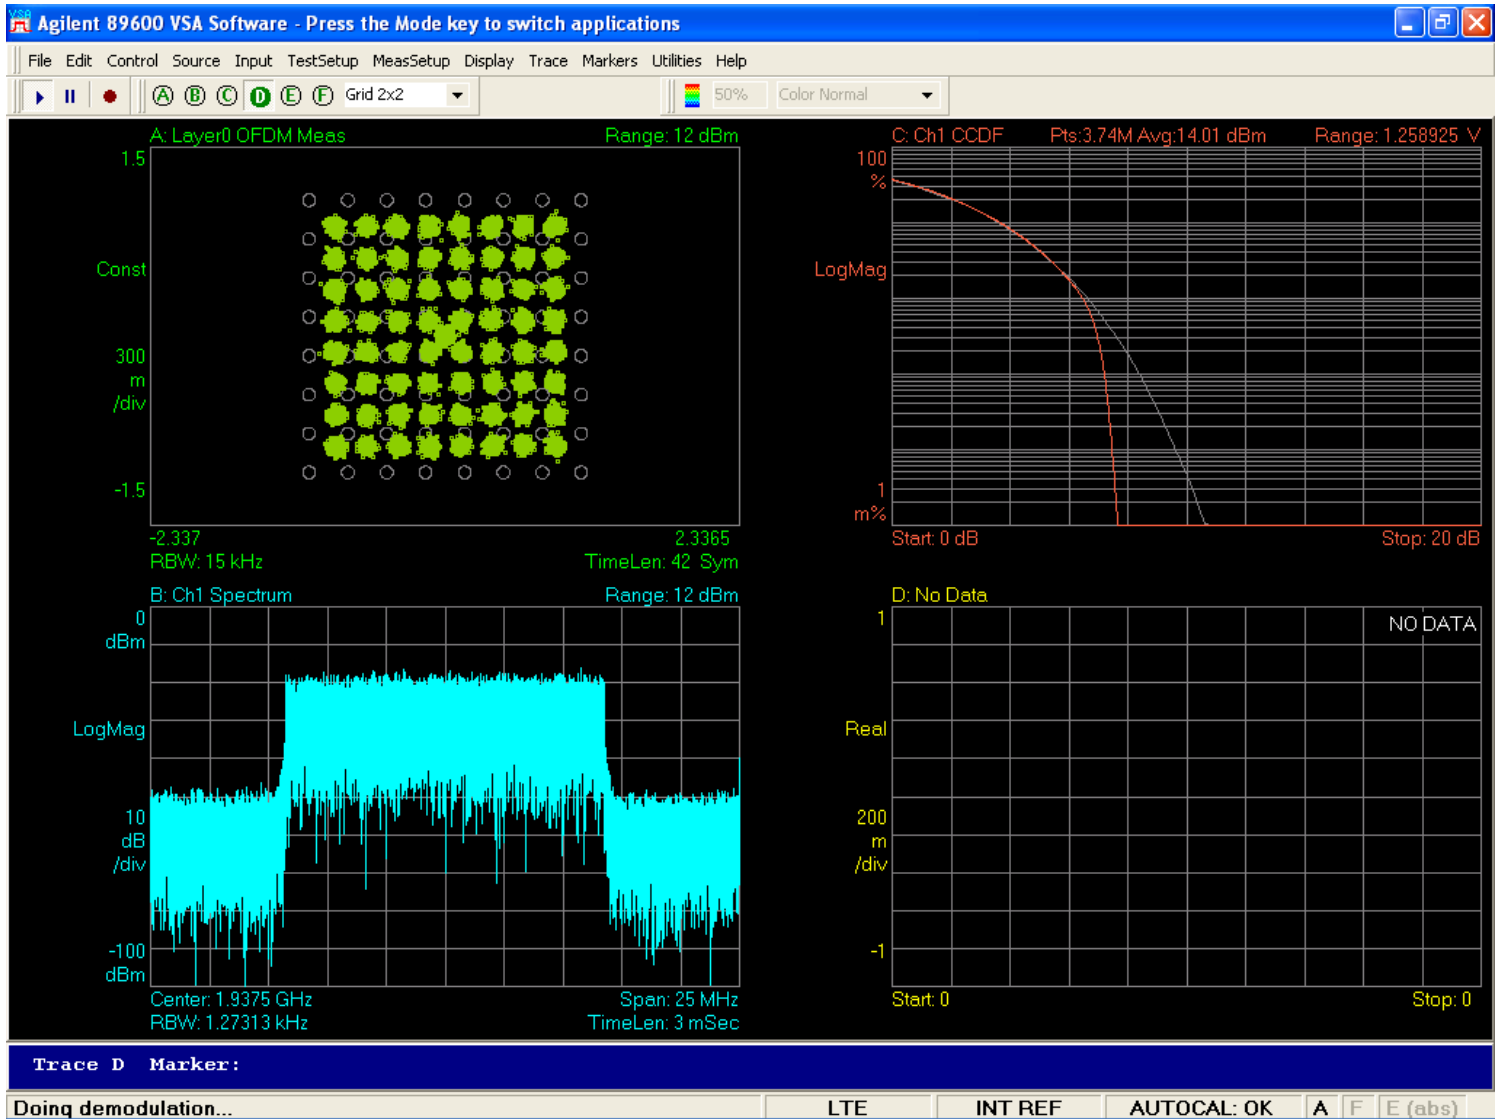 Agilent 89600 VSA Software - Press the Mode key to switch applications
File Edit Control Source Input TestSetup MeasSetup Display Trace Markers Utilities Help
A B C D E F Grid 2x2 50% Color Normal
A: Layer0 OFDM Meas Range: 12 dBm
1.5
Const
300
m
/div
-1.5
-2.337 2.3365
RBW: 15 kHz TimeLen: 42 Sym
C: Ch1 CCDF Pts:3.74M Avg:14.01 dBm Range: 1.258925 V
100
%
LogMag
1
m%
Start: 0 dB Stop: 20 dB
B: Ch1 Spectrum Range: 12 dBm
0
dBm
LogMag
10
dB
/div
-100
dBm
Center: 1.9375 GHz Span: 25 MHz
RBW: 1.27313 kHz TimeLen: 3 mSec
D: No Data
1 NO DATA
Real
200
m
/div
-1
Start: 0 Stop: 0
Trace D Marker:
Doing demodulation... LTE INT REF AUTOCAL: OK A F E (abs)